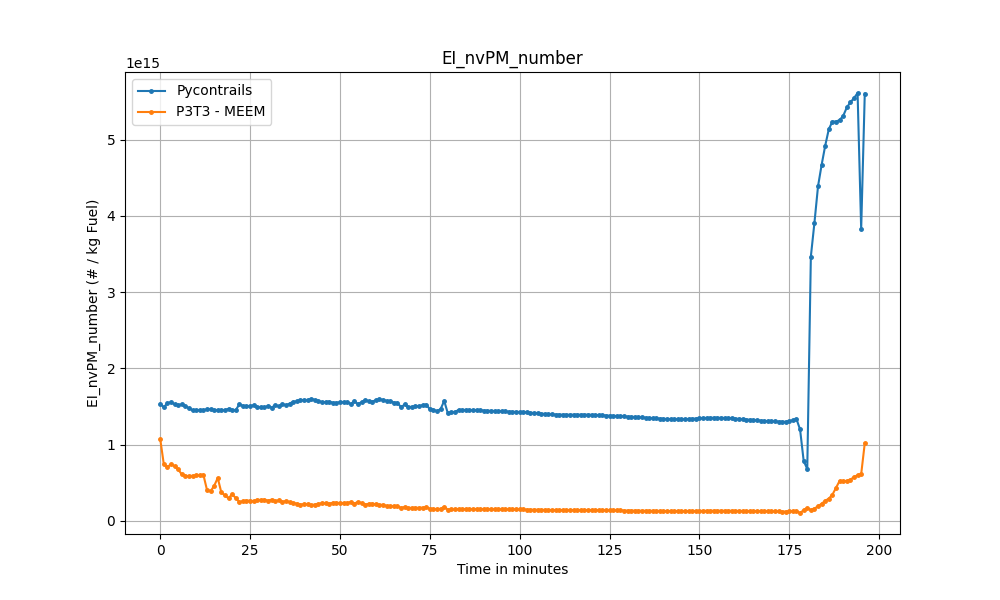 EI_nvPM_number
1e15
Pycontrails
P3T3 - MEEM
5
4
3
2
1
0
EI_nvPM_number (# / kg Fuel)
0 25 50 75 100 125 150 175 200
Time in minutes